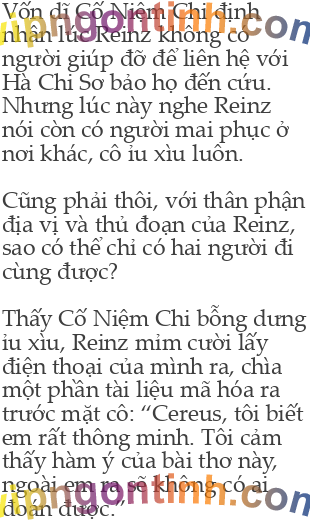 Vốn dĩ Cố Niệm Chi định
nhân lúc Reinz không có
người giúp đỡ để liên hệ với
Hà Chi Sơ bảo họ đến cứu.
Nhưng lúc này nghe Reinz
nói còn có người mai phục ở
nơi khác, cô ỉu xìu luôn.

Cũng phải thôi, với thân phận
địa vị và thủ đoạn của Reinz,
sao có thể chỉ có hai người đi
cùng được?

Thấy Cố Niệm Chi bỗng dưng
ỉu xìu, Reinz mỉm cười lấy
điện thoại của mình ra, chìa
một phần tài liệu mã hóa ra
trước mặt cô: “Cereus, tôi biết
em rất thông minh. Tôi cảm
thấy hàm ý của bài thơ này,
ngoài em ra sẽ không có ai
đoán được.”
vipngontinh.com
vipngontinh.com